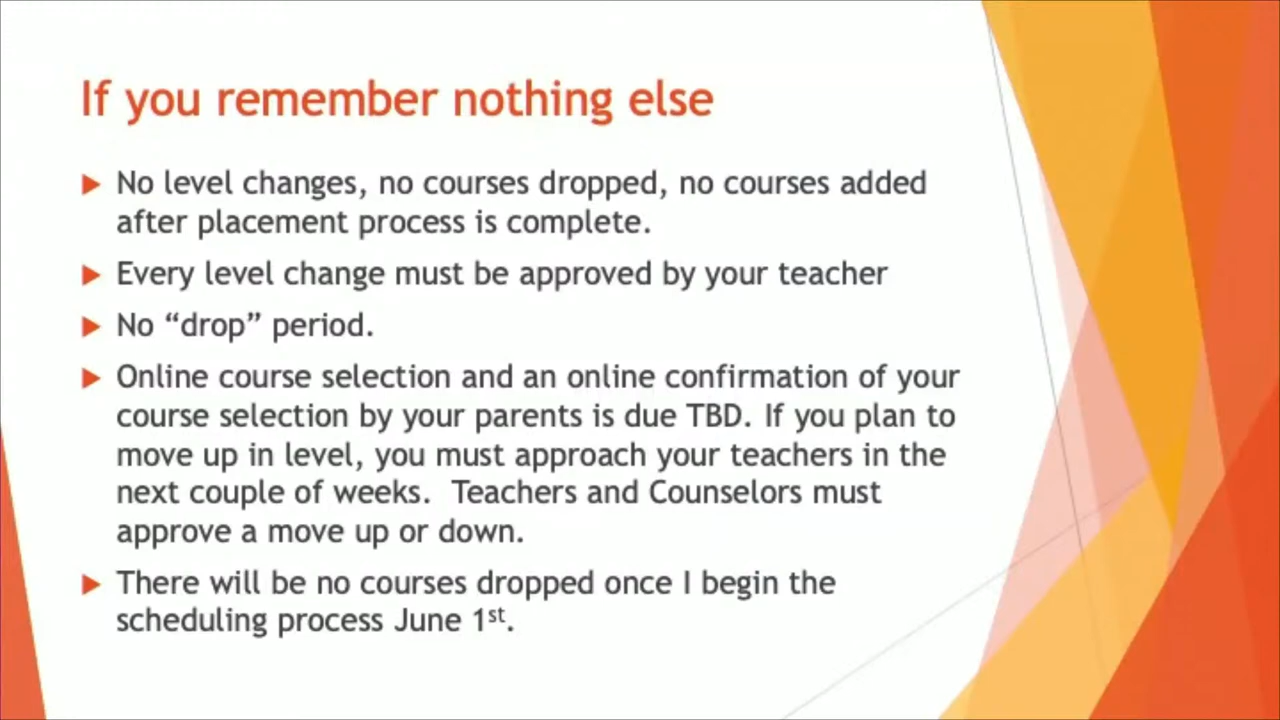 If you remember nothing else
No level changes, no courses dropped, no courses added
after placement process is complete.
Every level change must be approved by your teacher
No “drop” period.
Online course selection and an online confirmation of your
course selection by your parents is due TBD. If you plan to
move up in level, you must approach your teachers in the
next couple of weeks.  Teachers and Counselors must
approve a move up or down.
There will be no courses dropped once I begin the
scheduling process June 1st.